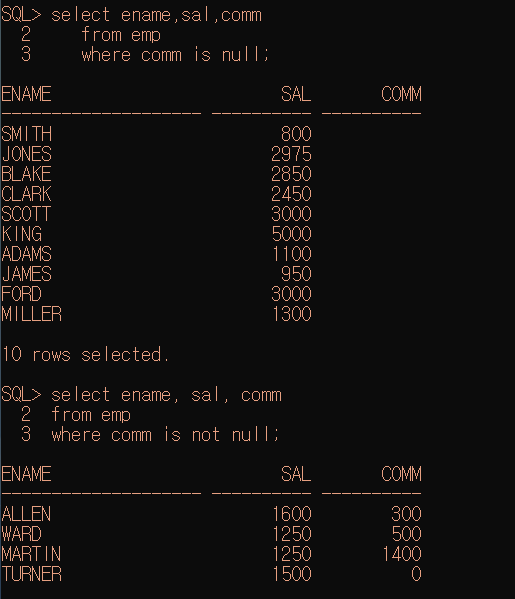 SQL> select ename,sal,comm
  2     from emp
  3     where comm is null;
ENAME                       SAL       COMM
-------------------- ---------- ----------
SMITH                       800
JONES                      2975
BLAKE                      2850
CLARK                      2450
SCOTT                      3000
KING                       5000
ADAMS                      1100
JAMES                       950
FORD                       3000
MILLER                     1300
10 rows selected.
SQL> select ename, sal, comm
  2  from emp
  3  where comm is not null;
ENAME                       SAL       COMM
-------------------- ---------- ----------
ALLEN                      1600        300
WARD                       1250        500
MARTIN                     1250       1400
TURNER                     1500          0